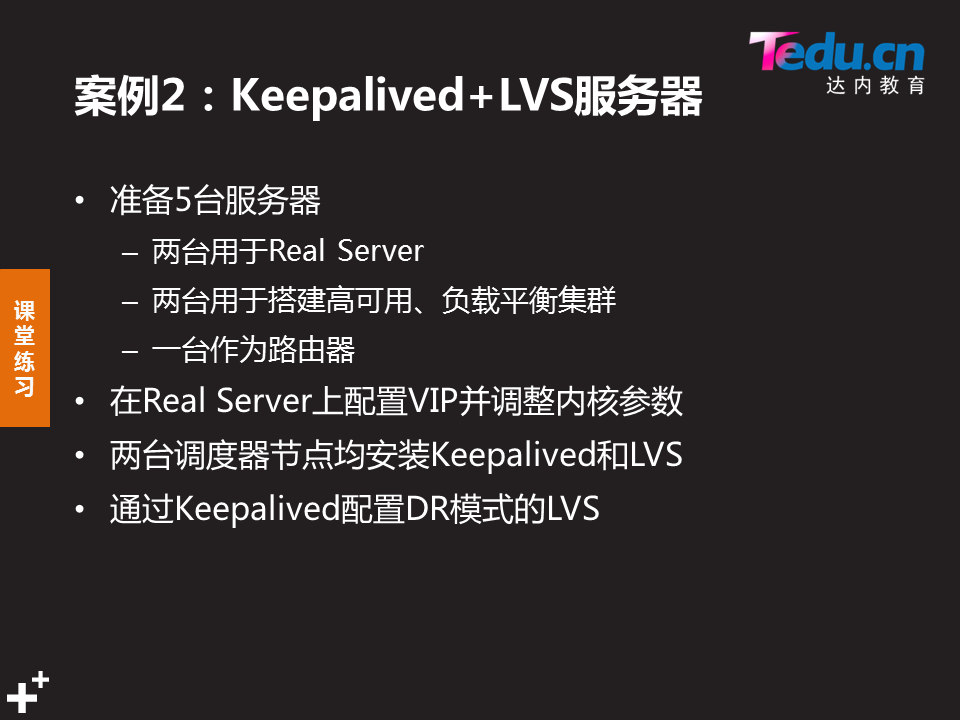 Tedu.cn
达内教育
案例2：Keepalived+LVS服务器
• 准备5台服务器
– 两台用于Real Server
– 两台用于搭建高可用、负载平衡集群
– 一台作为路由器
• 在Real Server上配置VIP并调整内核参数
• 两台调度器节点均安装Keepalived和LVS
• 通过Keepalived配置DR模式的LVS
课
堂
练
习